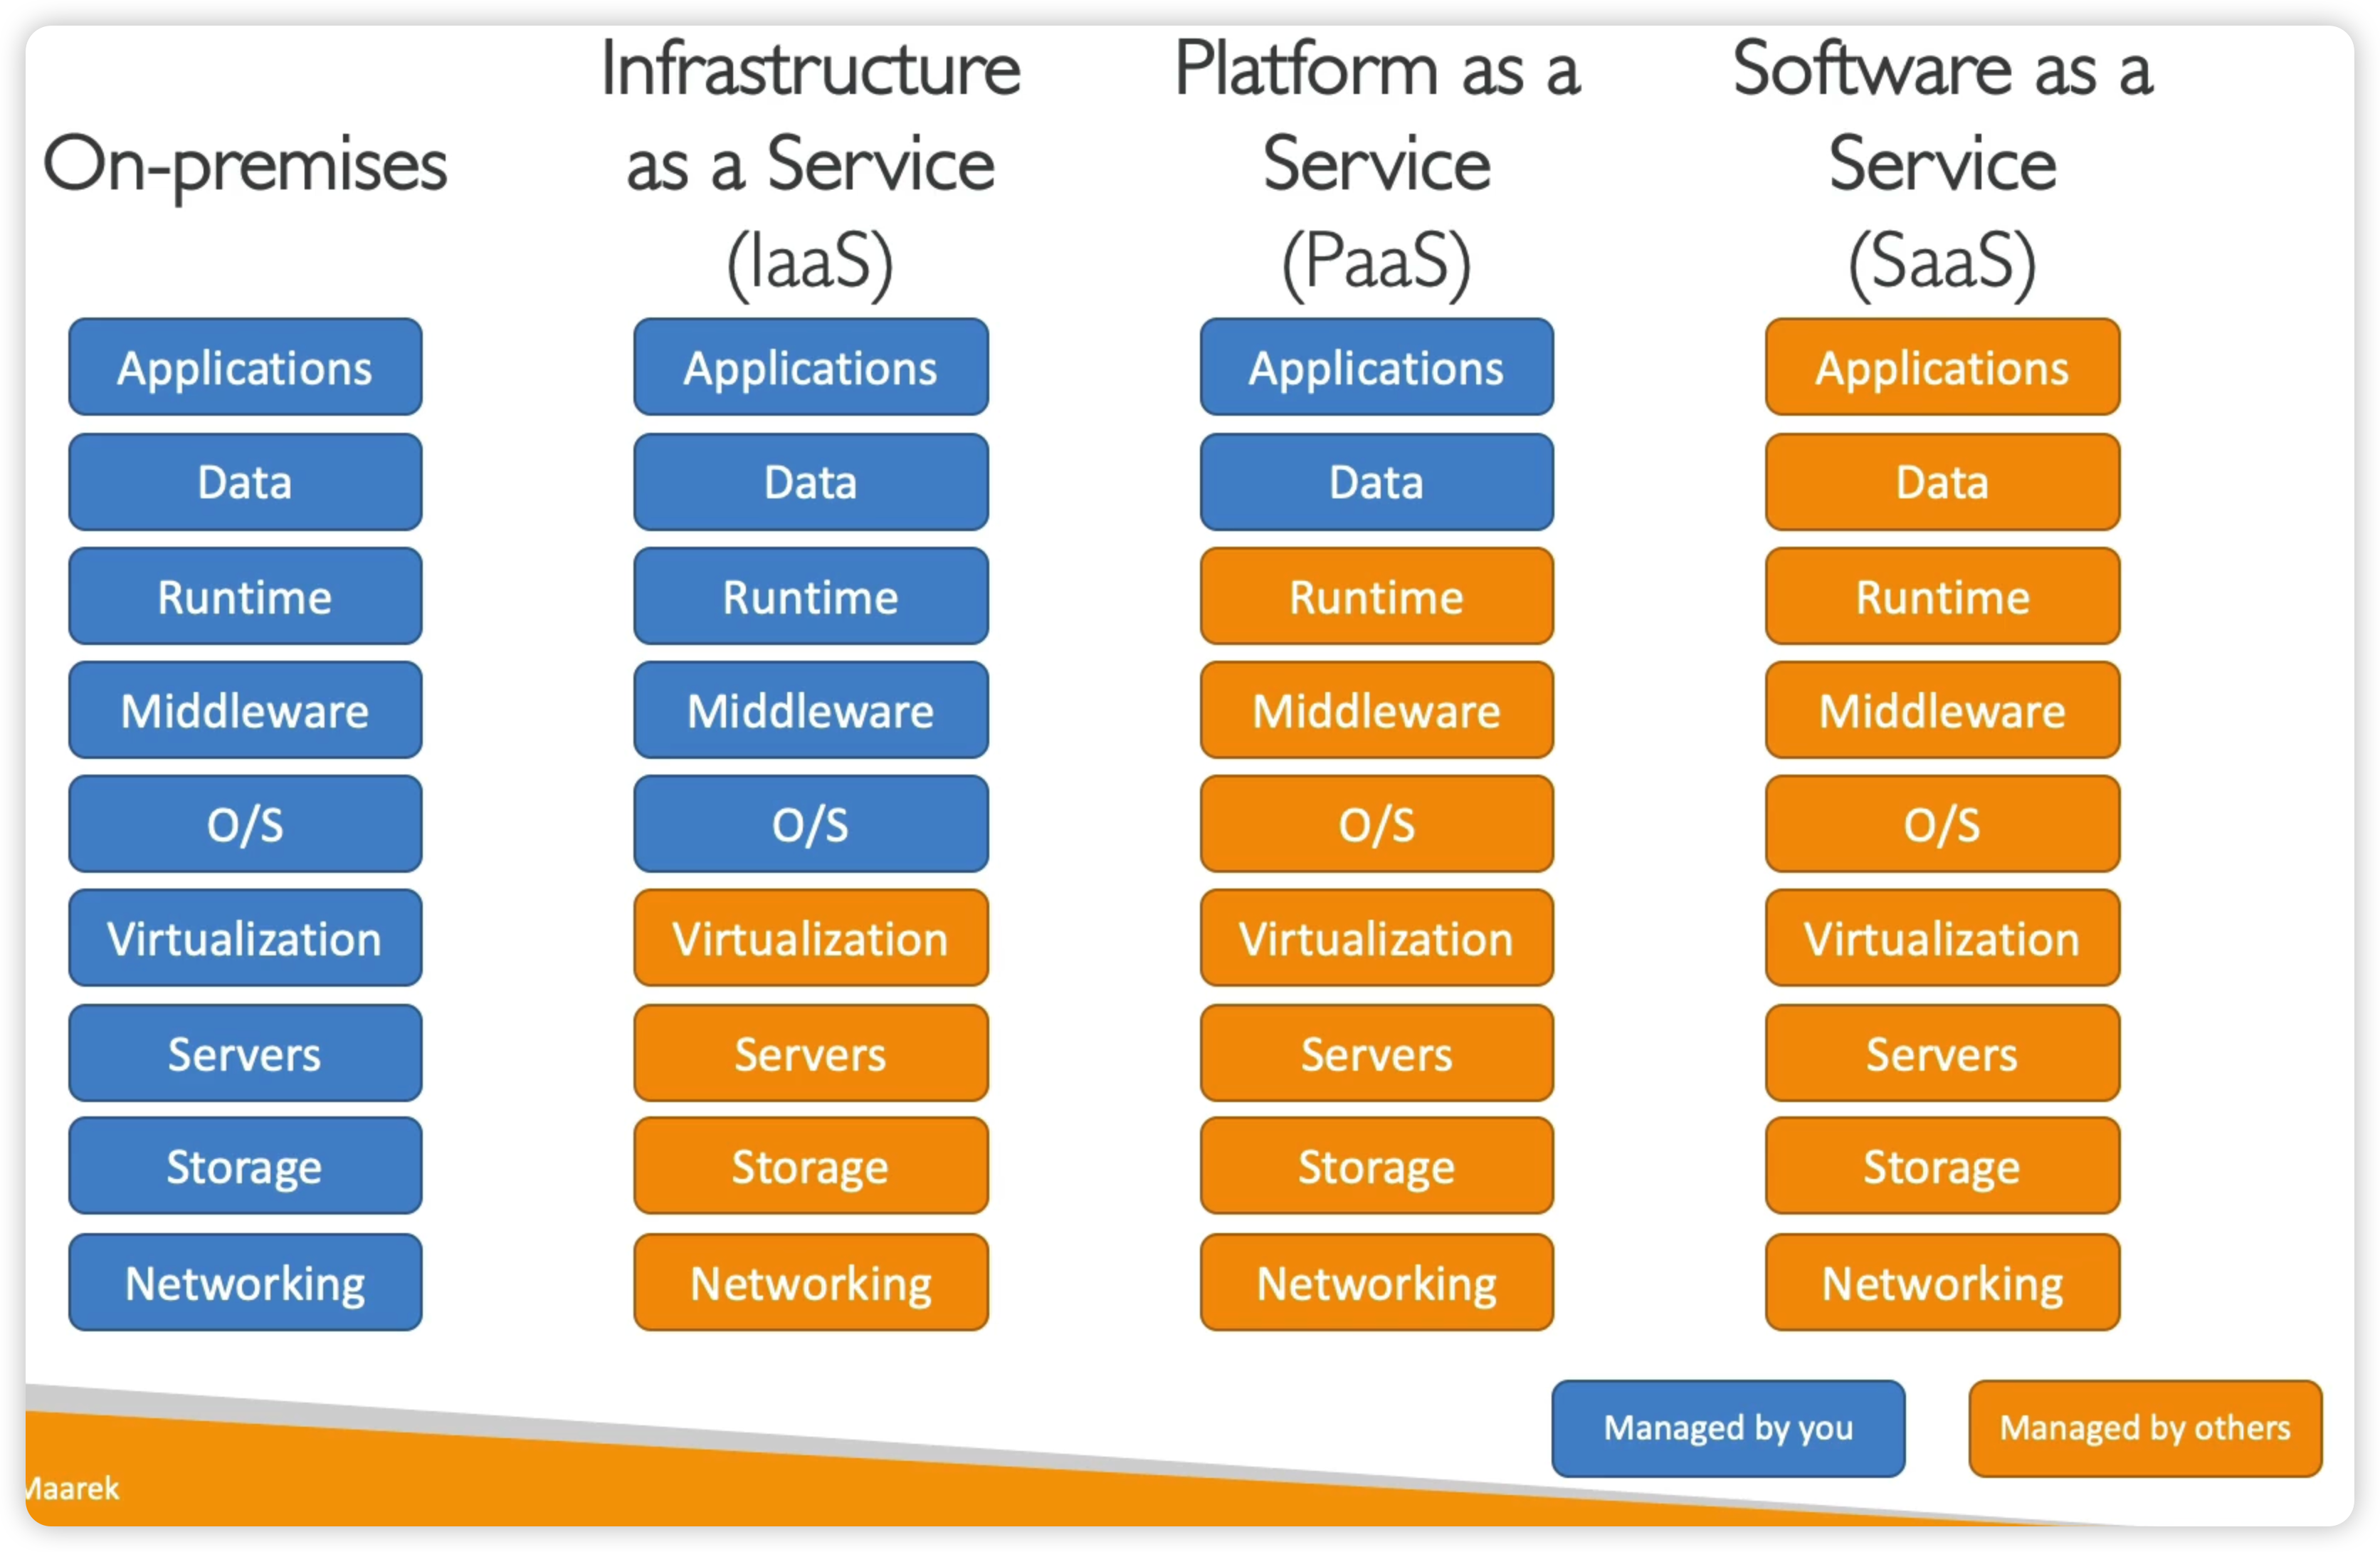 On-premises
Infrastructure
as a Service
(IaaS)
Platform as a
Service
(PaaS)
Software as a
Service
(SaaS)
Applications
Data
Runtime
Middleware
O/S
Virtualization
Servers
Storage
Networking
Applications
Data
Runtime
Middleware
O/S
Virtualization
Servers
Storage
Networking
Applications
Data
Runtime
Middleware
O/S
Virtualization
Servers
Storage
Networking
Applications
Data
Runtime
Middleware
O/S
Virtualization
Servers
Storage
Networking
Managed by you
Managed by others
Maarek